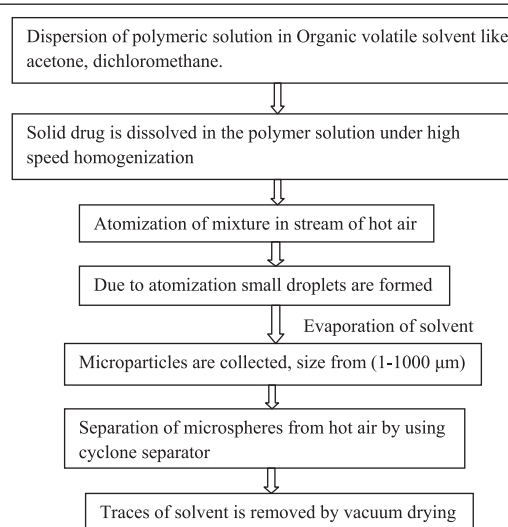 Dispersion of polymeric solution in Organic volatile solvent like
acetone, dichloromethane.
Solid drug is dissolved in the polymer solution under high
speed homogenization
Atomization of mixture in stream of hot air
Due to atomization small droplets are formed
Evaporation of solvent
Microparticles are collected, size from (1-1000 μm)
Separation of microspheres from hot air by using
cyclone separator
Traces of solvent is removed by vacuum drying